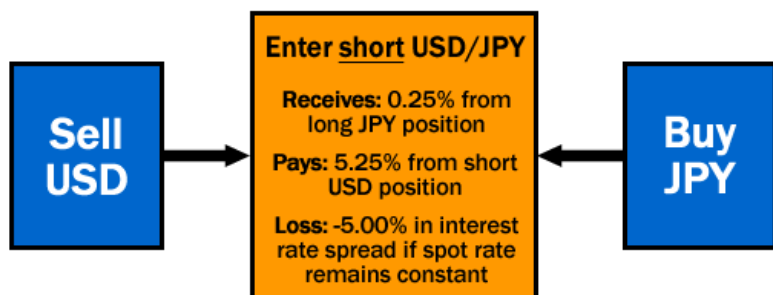 Sell
USD
Enter short USD/JPY
Receives: 0.25% from
long JPY position
Pays: 5.25% from short
USD position
Loss: -5.00% in interest
rate spread if spot rate
remains constant
Buy
JPY